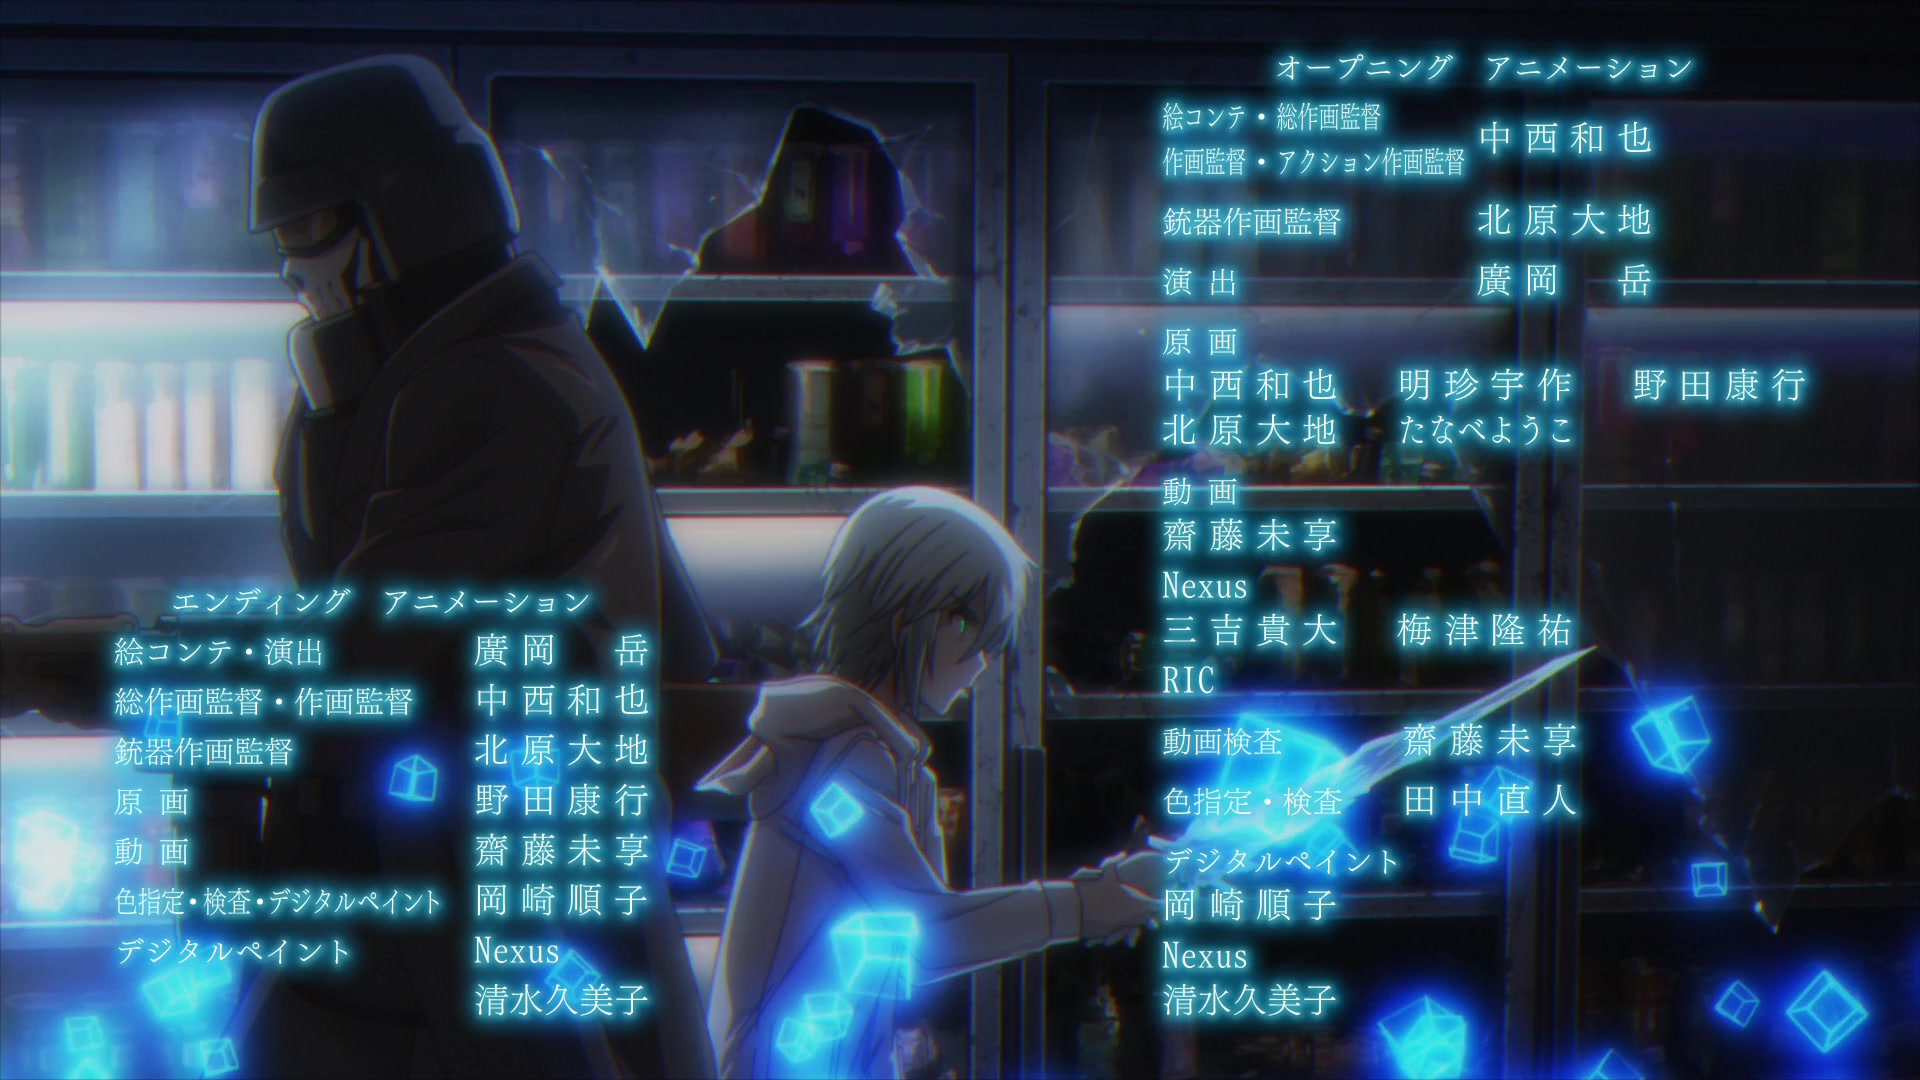 オープニング アニメーション
絵コンテ・総作画監督
作画監督・アクション作画監督 中西和也
銃器作画監督 北原大地
演出 廣岡 岳
原画
中西和也 明珍宇作 野田康行
北原大地 たなべようこ
動画
齋藤未享
Nexus
三吉貴大 梅津隆祐
RIC
動画検査 齋藤未享
色指定・検査 田中直人
デジタルペイント
岡崎順子
Nexus
清水久美子
エンディング アニメーション
絵コンテ・演出 廣岡 岳
総作画監督・作画監督 中西和也
銃器作画監督 北原大地
原画 野田康行
動画 齋藤未享
色指定・検査・デジタルペイント 岡崎順子
デジタルペイント Nexus
清水久美子